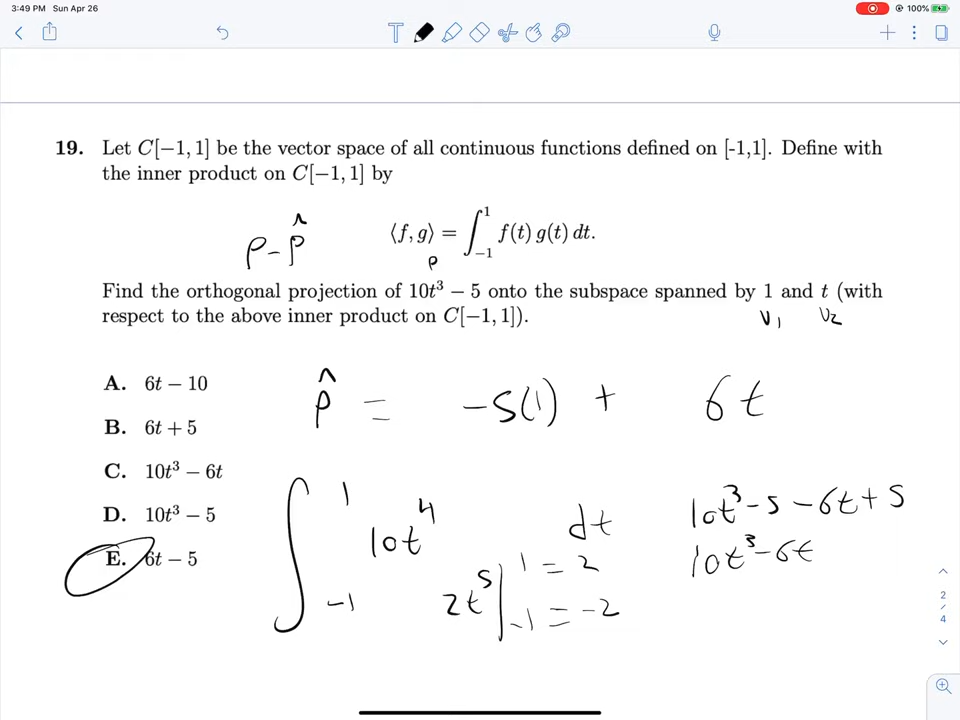 3:49 PM Sun Apr 26
100%
T
19. Let C[−1, 1] be the vector space of all continuous functions defined on [-1,1]. Define with
the inner product on C[−1, 1] by
p − p̂
⟨f, g⟩ = ∫₋₁¹ f(t) g(t) dt.
p
Find the orthogonal projection of 10t³ − 5 onto the subspace spanned by 1 and t (with
respect to the above inner product on C[−1, 1]).
v₁ v₂
A. 6t − 10
p̂ = −5(1) + 6t
B. 6t + 5
C. 10t³ − 6t
D. 10t³ − 5
E. 6t − 5
∫₋₁¹ 10t⁴ dt
2t⁵ |
1 = 2
-1 = -2
10t³ − 5 − 6t + 5
10t³ − 6t
2
/
4